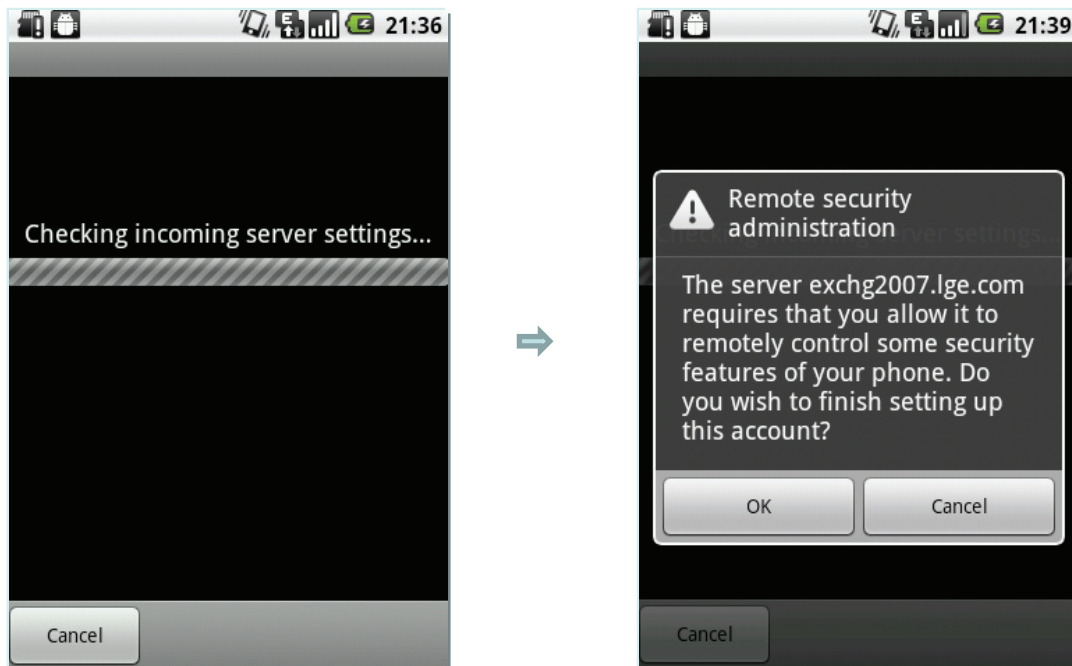 21:36
Checking incoming server settings...
Cancel
21:39
Remote security
administration
The server exchg2007.lge.com
requires that you allow it to
remotely control some security
features of your phone. Do
you wish to finish setting up
this account?
OK
Cancel
Cancel